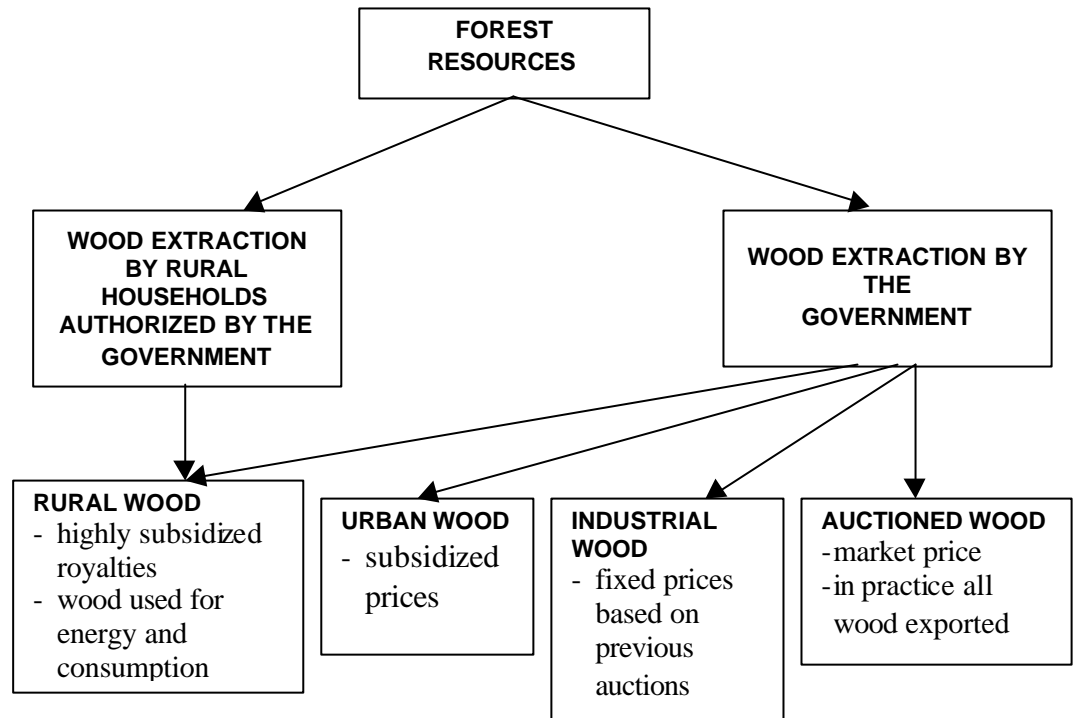 FOREST
RESOURCES
WOOD EXTRACTION
BY RURAL
HOUSEHOLDS
AUTHORIZED BY THE
GOVERNMENT
WOOD EXTRACTION BY
THE
GOVERNMENT
RURAL WOOD
- highly subsidized
royalties
- wood used for
energy and
consumption
URBAN WOOD
- subsidized
prices
INDUSTRIAL
WOOD
- fixed prices
based on
previous
auctions
AUCTIONED WOOD
-market price
-in practice all
wood exported